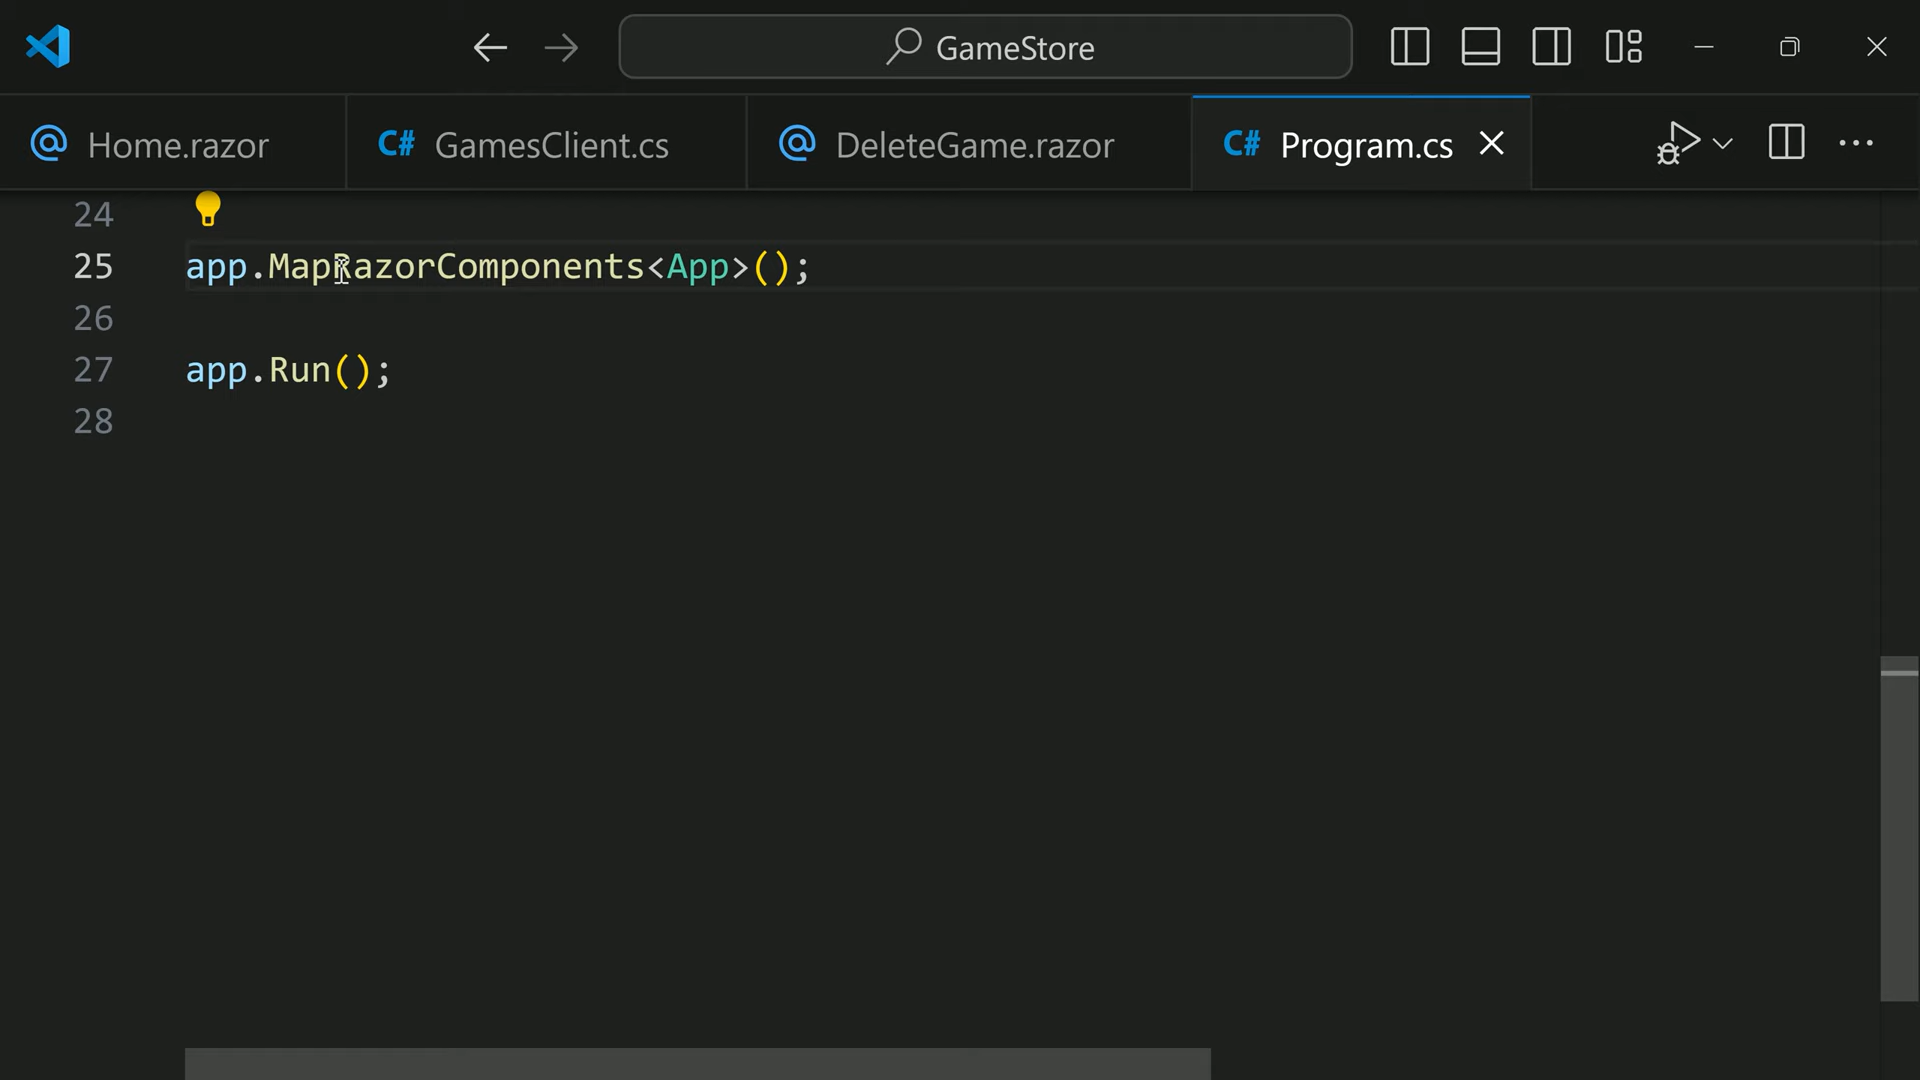 GameStore
Home.razor
C# GamesClient.cs
DeleteGame.razor
C# Program.cs
24
25 app.MapRazorComponents<App>();
26
27 app.Run();
28